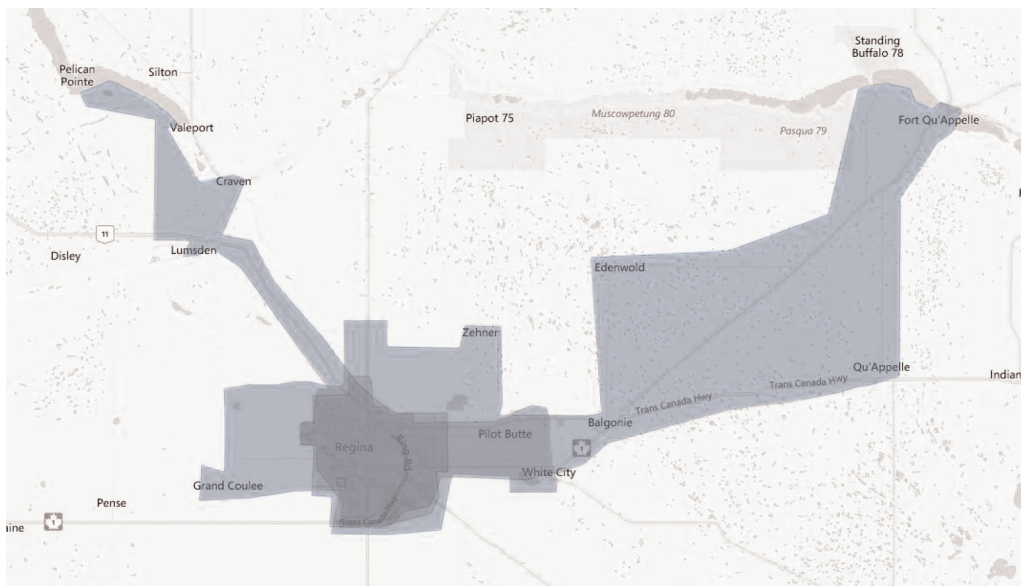 Standing
Buffalo 78
Pelican
Pointe
Silton
Piapot 75
Muscowpetung 80
Pasqua 79
Fort Qu'Appelle
Valeport
Craven
11
Lumsden
Disley
Edenwold
Zehner
Qu'Appelle
Indian
Trans Canada Hwy
Trans Canada Hwy
Balgonie
Pilot Butte
Regina
Ring Rd
1
White City
Grand Coulee
Pense
Trans Canada Hwy
1
aine